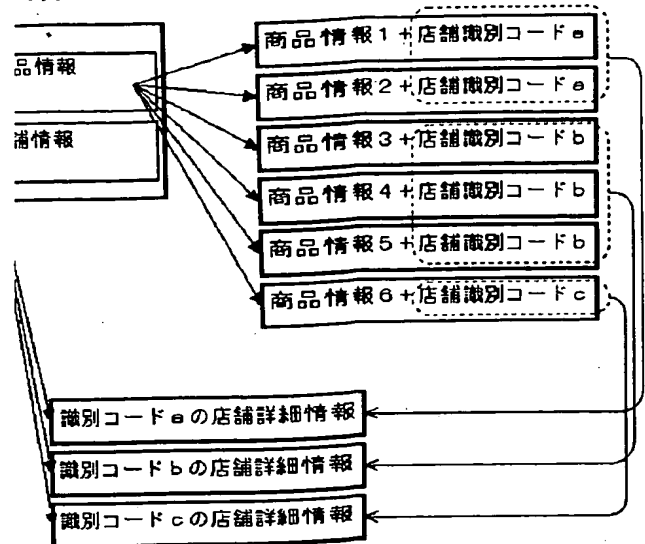 商品情報1+店舗識別コードa
品情報
商品情報2+店舗識別コードa
舗情報
商品情報3+店舗識別コードb
商品情報4+店舗識別コードb
商品情報5+店舗識別コードb
商品情報6+店舗識別コードc
識別コードaの店舗詳細情報
識別コードbの店舗詳細情報
識別コードcの店舗詳細情報